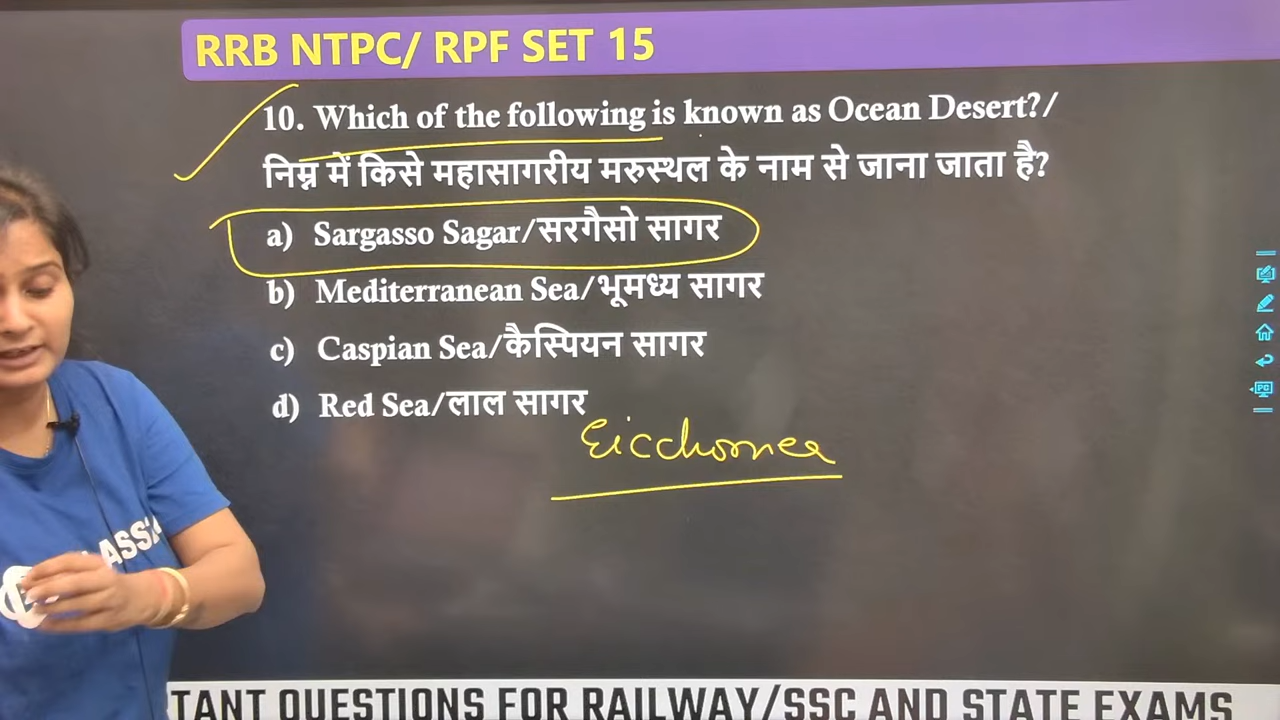 RRB NTPC/ RPF SET 15
10. Which of the following is known as Ocean Desert?/
निम्न में किसे महासागरीय मरुस्थल के नाम से जाना जाता है?
a) Sargasso Sagar/सरगैसो सागर
b) Mediterranean Sea/भूमध्य सागर
c) Caspian Sea/कैस्पियन सागर
d) Red Sea/लाल सागर
TANT QUESTIONS FOR RAILWAY/SSC AND STATE EXAMS